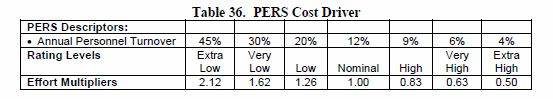 Table 36. PERS Cost Driver
PERS Descriptors:
• Annual Personnel Turnover 45% 30% 20% 12% 9% 6% 4%
Rating Levels Extra Low Very Low Low Nominal High Very High Extra High
Effort Multipliers 2.12 1.62 1.26 1.00 0.83 0.63 0.50